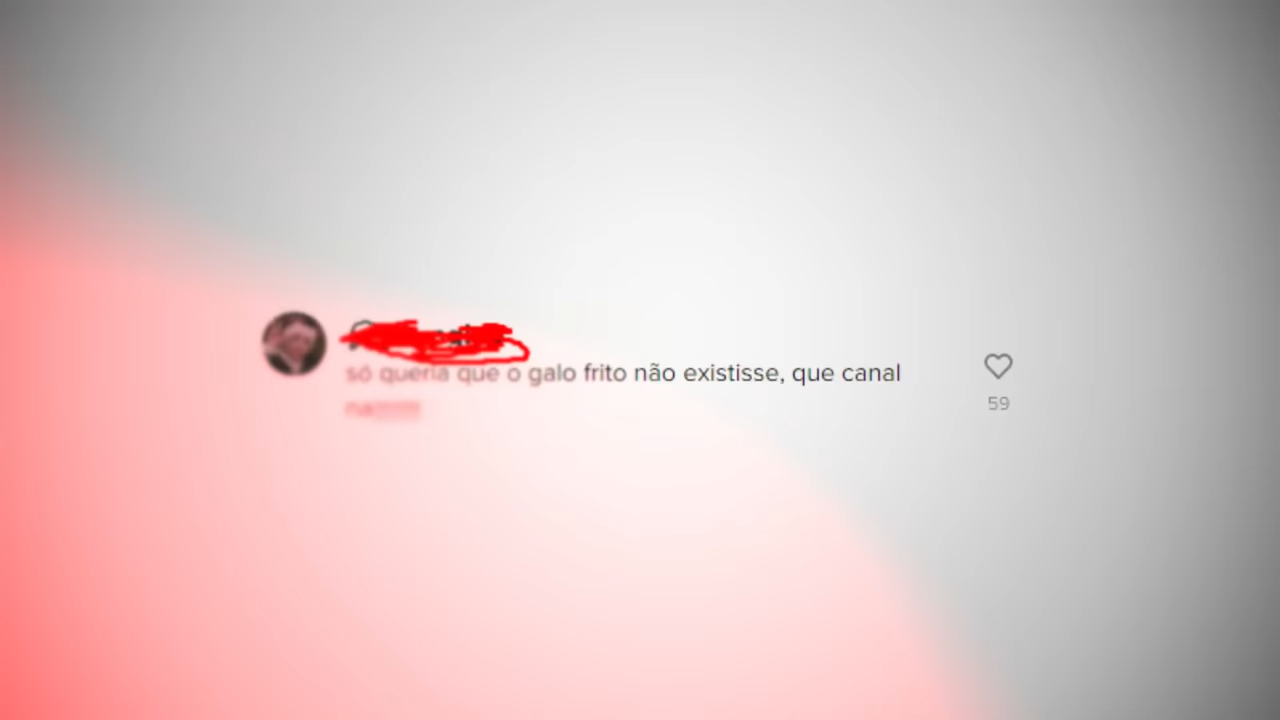 só queria que o galo frito não existisse, que canal
59